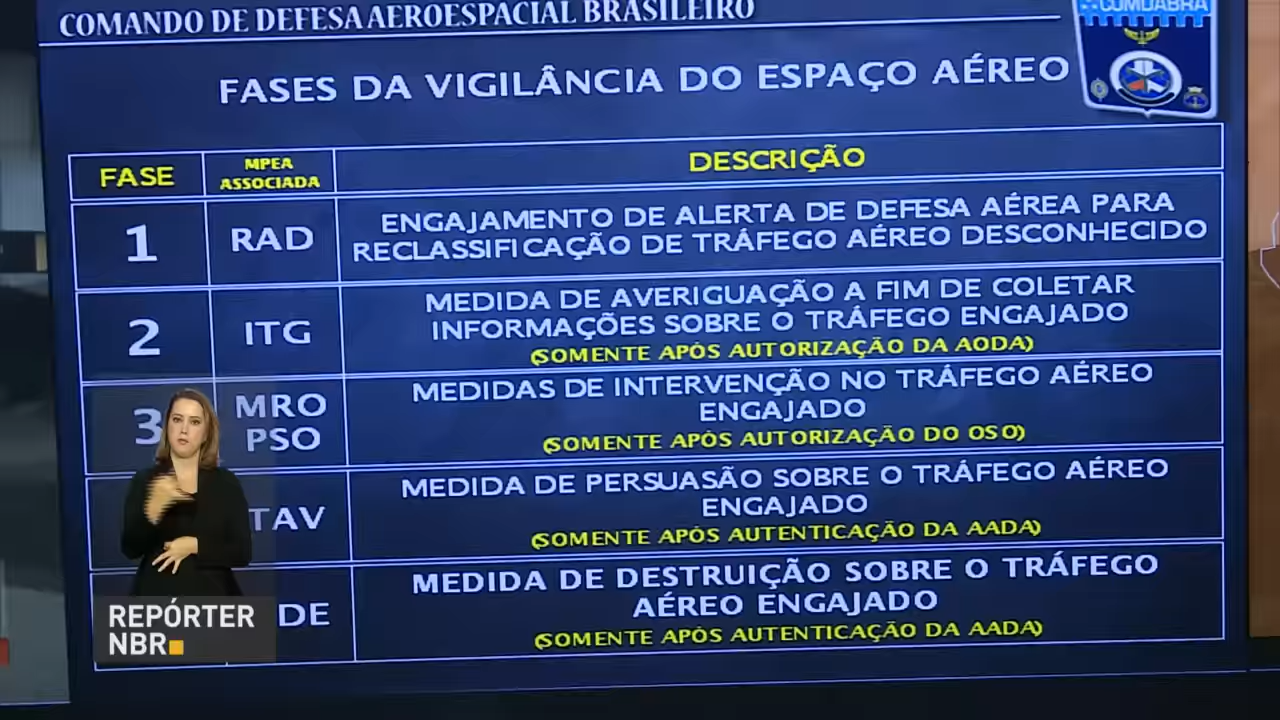 COMANDO DE DEFESA AEROESPACIAL BRASILEIRO
COMDABRA
FASES DA VIGILÂNCIA DO ESPAÇO AÉREO
FASE
MPEA
ASSOCIADA
DESCRIÇÃO
1
RAD
ENGAJAMENTO DE ALERTA DE DEFESA AÉREA PARA
RECLASSIFICAÇÃO DE TRÁFEGO AÉREO DESCONHECIDO
2
ITG
MEDIDA DE AVERIGUAÇÃO A FIM DE COLETAR
INFORMAÇÕES SOBRE O TRÁFEGO ENGAJADO
(SOMENTE APÓS AUTORIZAÇÃO DA AODA)
3
MRO
PSO
MEDIDAS DE INTERVENÇÃO NO TRÁFEGO AÉREO
ENGAJADO
(SOMENTE APÓS AUTORIZAÇÃO DO OSO)
TAV
MEDIDA DE PERSUASÃO SOBRE O TRÁFEGO AÉREO
ENGAJADO
(SOMENTE APÓS AUTENTICAÇÃO DA AADA)
DE
MEDIDA DE DESTRUIÇÃO SOBRE O TRÁFEGO
AÉREO ENGAJADO
(SOMENTE APÓS AUTENTICAÇÃO DA AADA)
REPÓRTER
NBR